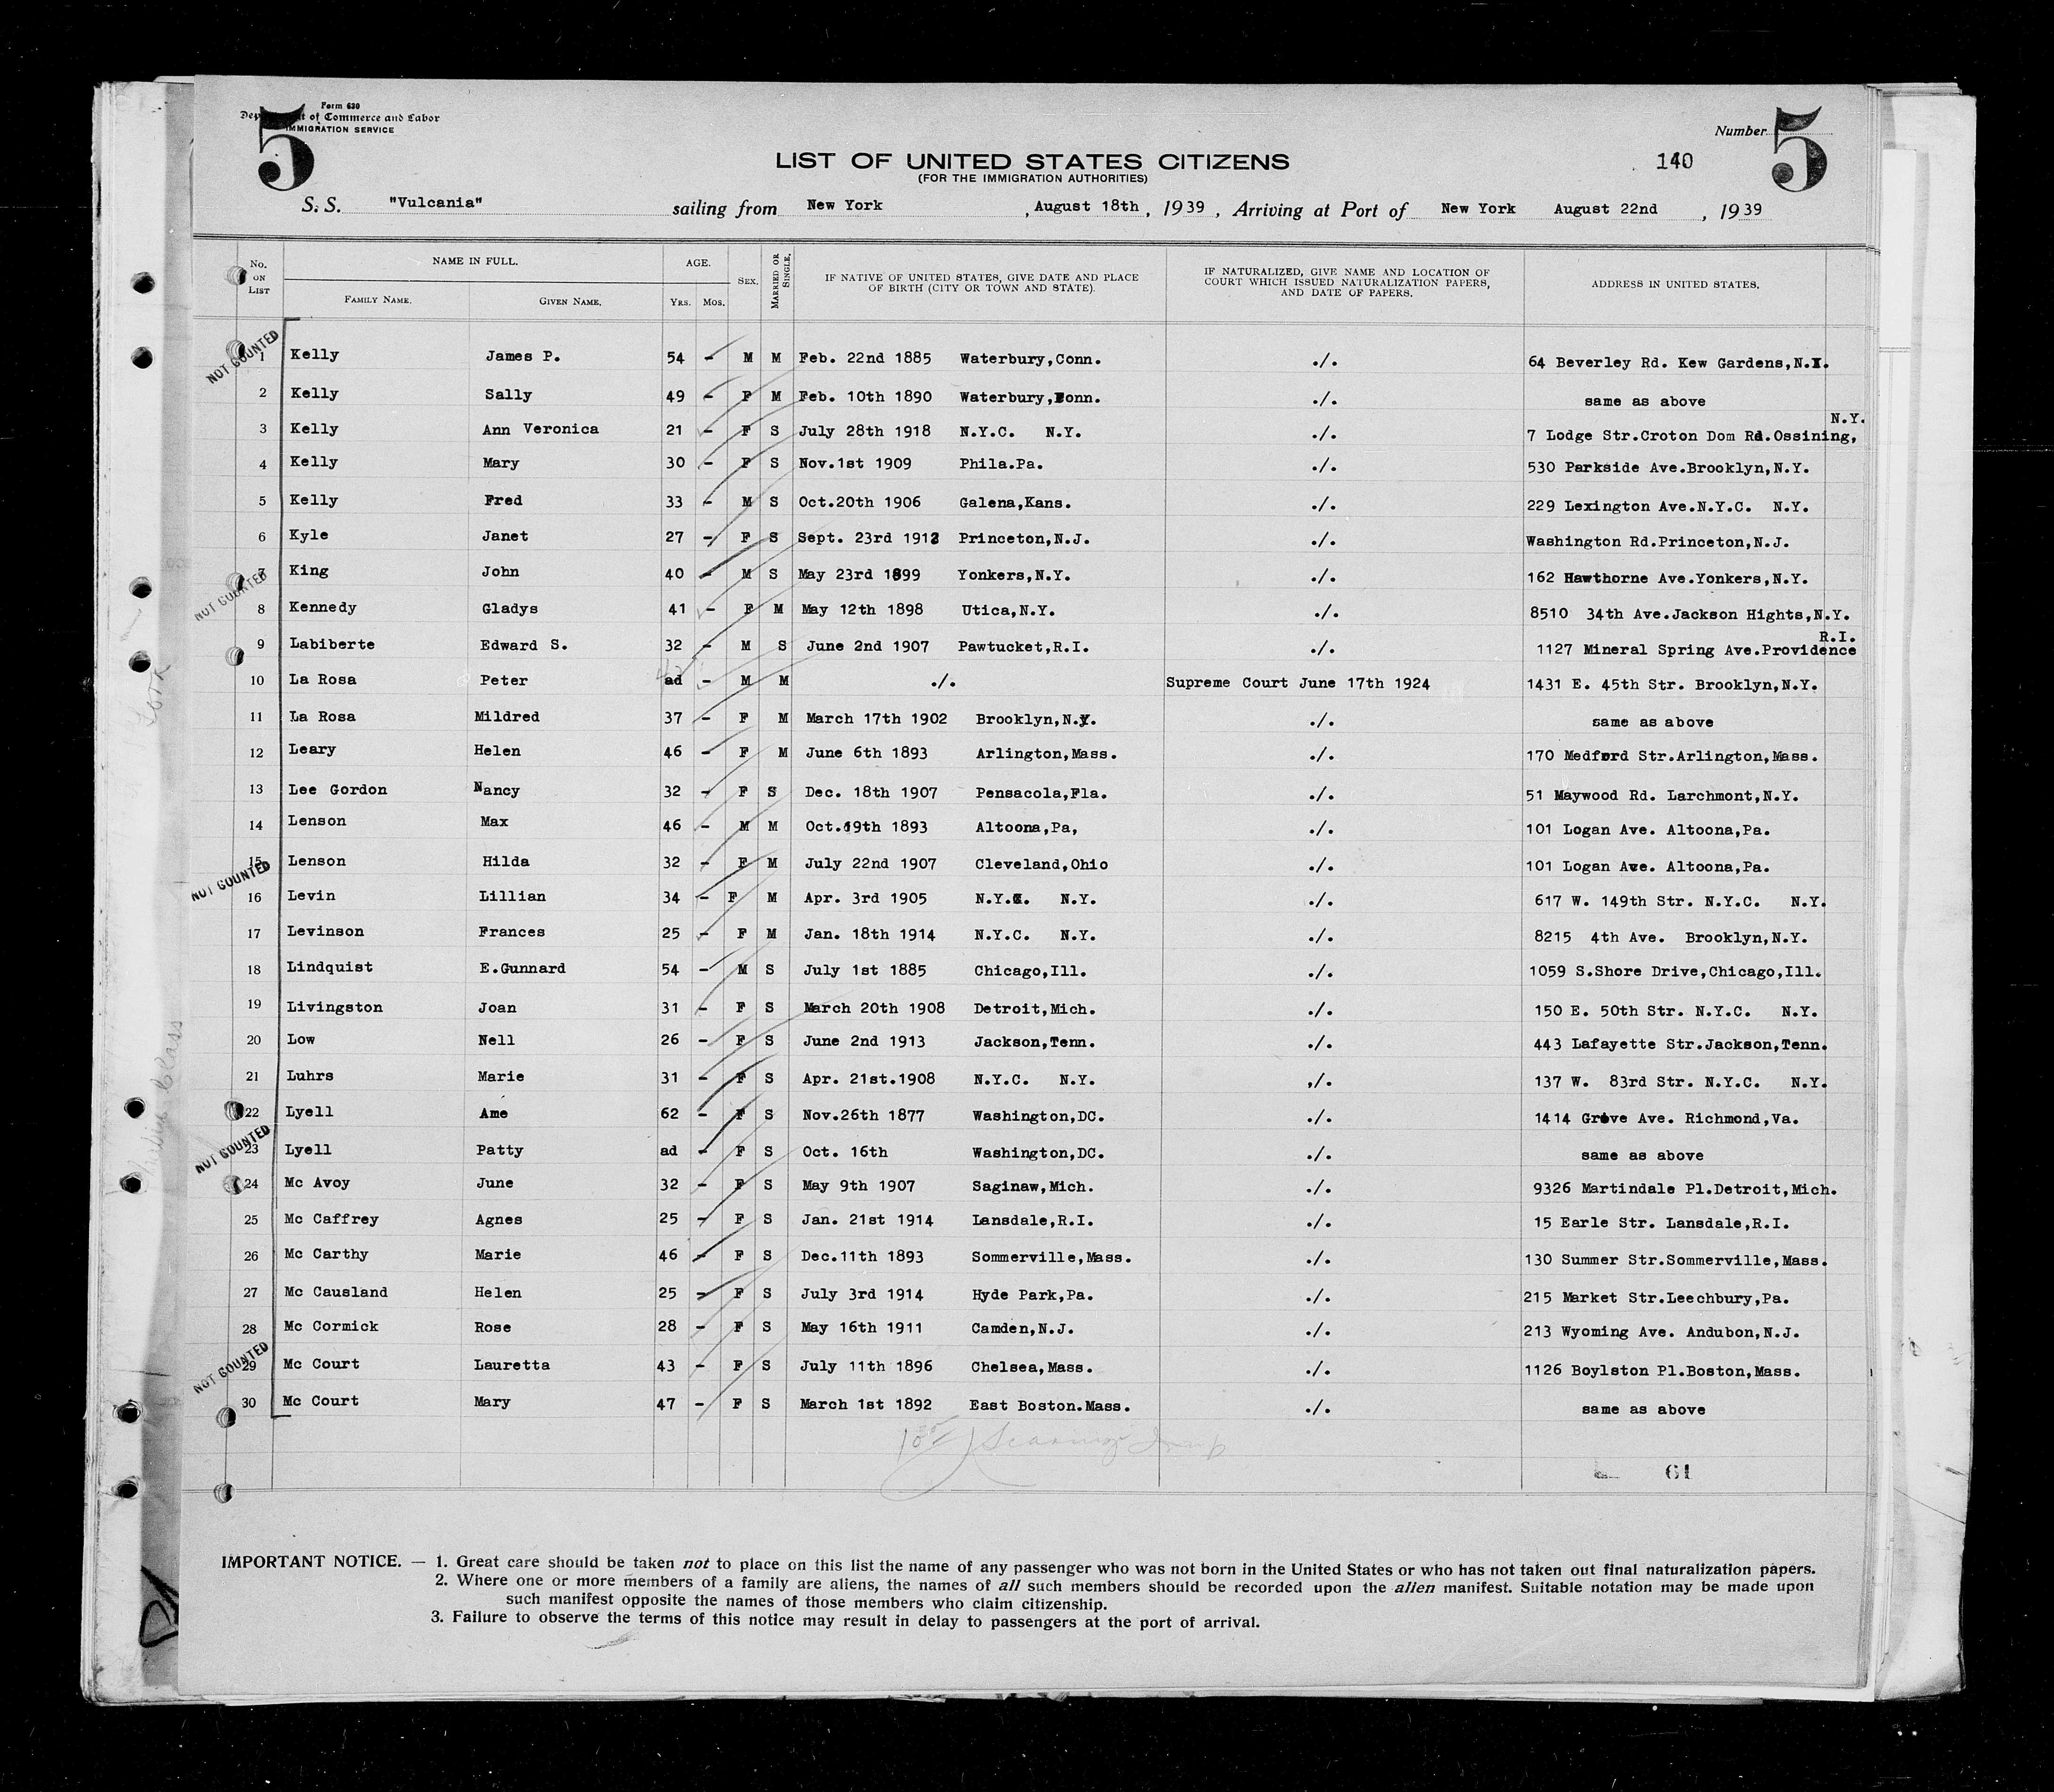 Form 630
Department of Commerce and Labor
IMMIGRATION SERVICE
5
Number 5
LIST OF UNITED STATES CITIZENS
(FOR THE IMMIGRATION AUTHORITIES)
140
S. S. "Vulcania" sailing from New York , August 18th , 1939 , Arriving at Port of New York August 22nd , 1939
No. ON LIST NAME IN FULL. FAMILY NAME. GIVEN NAME. AGE. YRS. MOS. SEX. MARRIED OR SINGLE. IF NATIVE OF UNITED STATES, GIVE DATE AND PLACE OF BIRTH (CITY OR TOWN AND STATE). IF NATURALIZED, GIVE NAME AND LOCATION OF COURT WHICH ISSUED NATURALIZATION PAPERS, AND DATE OF PAPERS. ADDRESS IN UNITED STATES.
NOT COUNTED
1 Kelly James P. 54 - M M Feb. 22nd 1885 Waterbury,Conn. ./. 64 Beverley Rd. Kew Gardens,N.Y.
2 Kelly Sally 49 - F M Feb. 10th 1890 Waterbury,Conn. ./. same as above
3 Kelly Ann Veronica 21 - F S July 28th 1918 N.Y.C. N.Y. ./. 7 Lodge Str.Croton Dom Rd.Ossining, N.Y.
4 Kelly Mary 30 - F S Nov.1st 1909 Phila.Pa. ./. 530 Parkside Ave.Brooklyn,N.Y.
5 Kelly Fred 33 - M S Oct.20th 1906 Galena,Kans. ./. 229 Lexington Ave.N.Y.C. N.Y.
6 Kyle Janet 27 - F S Sept. 23rd 1912 Princeton,N.J. ./. Washington Rd.Princeton,N.J.
7 King John 40 - M S May 23rd 1899 Yonkers,N.Y. ./. 162 Hawthorne Ave.Yonkers,N.Y.
NOT COUNTED
8 Kennedy Gladys 41 - F M May 12th 1898 Utica,N.Y. ./. 8510 34th Ave.Jackson Hights,N.Y.
9 Labiberte Edward S. 32 - M S June 2nd 1907 Pawtucket,R.I. ./. 1127 Mineral Spring Ave.Providence R.I.
10 La Rosa Peter ad - M M ./. Supreme Court June 17th 1924 1431 E. 45th Str. Brooklyn,N.Y.
11 La Rosa Mildred 37 - F M March 17th 1902 Brooklyn,N.Y. ./. same as above
12 Leary Helen 46 - F M June 6th 1893 Arlington,Mass. ./. 170 Medford Str.Arlington,Mass.
13 Lee Gordon Nancy 32 - F S Dec. 18th 1907 Pensacola,Fla. ./. 51 Maywood Rd. Larchmont,N.Y.
14 Lenson Max 46 - M M Oct.19th 1893 Altoona,Pa, ./. 101 Logan Ave. Altoona,Pa.
15 Lenson Hilda 32 - F M July 22nd 1907 Cleveland,Ohio ./. 101 Logan Ave. Altoona,Pa.
NOT COUNTED
16 Levin Lillian 34 - F M Apr. 3rd 1905 N.Y.C. N.Y. ./. 617 W. 149th Str. N.Y.C. N.Y.
17 Levinson Frances 25 - F M Jan. 18th 1914 N.Y.C. N.Y. ./. 8215 4th Ave. Brooklyn,N.Y.
18 Lindquist E.Gunnard 54 - M S July 1st 1885 Chicago,Ill. ./. 1059 S.Shore Drive,Chicago,Ill.
19 Livingston Joan 31 - F S March 20th 1908 Detroit,Mich. ./. 150 E. 50th Str. N.Y.C. N.Y.
20 Low Nell 26 - F S June 2nd 1913 Jackson,Tenn. ./. 443 Lafayette Str.Jackson,Tenn.
21 Luhrs Marie 31 - F S Apr. 21st.1908 N.Y.C. N.Y. ,/. 137 W. 83rd Str. N.Y.C. N.Y.
22 Lyell Ame 62 - F S Nov.26th 1877 Washington,DC. ./. 1414 Grove Ave. Richmond,Va.
NOT COUNTED
23 Lyell Patty ad - F S Oct. 16th Washington,DC. ./. same as above
24 Mc Avoy June 32 - F S May 9th 1907 Saginaw,Mich. ./. 9326 Martindale Pl.Detroit,Mich.
25 Mc Caffrey Agnes 25 - F S Jan. 21st 1914 Lansdale,R.I. ./. 15 Earle Str. Lansdale,R.I.
26 Mc Carthy Marie 46 - F S Dec.11th 1893 Sommerville,Mass. ./. 130 Summer Str.Sommerville,Mass.
27 Mc Causland Helen 25 - F S July 3rd 1914 Hyde Park,Pa. ./. 215 Market Str.Leechbury,Pa.
28 Mc Cormick Rose 28 - F S May 16th 1911 Camden,N.J. ./. 213 Wyoming Ave. Andubon,N.J.
NOT COUNTED
29 Mc Court Lauretta 43 - F S July 11th 1896 Chelsea,Mass. ./. 1126 Boylston Pl.Boston,Mass.
30 Mc Court Mary 47 - F S March 1st 1892 East Boston.Mass. ./. same as above
61
IMPORTANT NOTICE. — 1. Great care should be taken not to place on this list the name of any passenger who was not born in the United States or who has not taken out final naturalization papers.
2. Where one or more members of a family are aliens, the names of all such members should be recorded upon the alien manifest. Suitable notation may be made upon
such manifest opposite the names of those members who claim citizenship.
3. Failure to observe the terms of this notice may result in delay to passengers at the port of arrival.